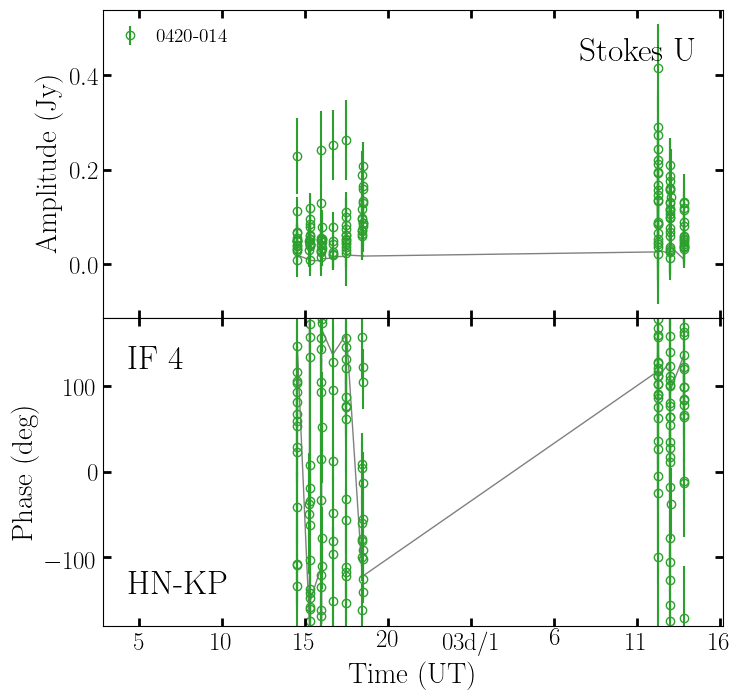 0420-014
Stokes U
0.4
0.2
0.0
Amplitude (Jy)
IF 4
100
0
−100
Phase (deg)
HN-KP
5 10 15 20 03d/1 6 11 16
Time (UT)